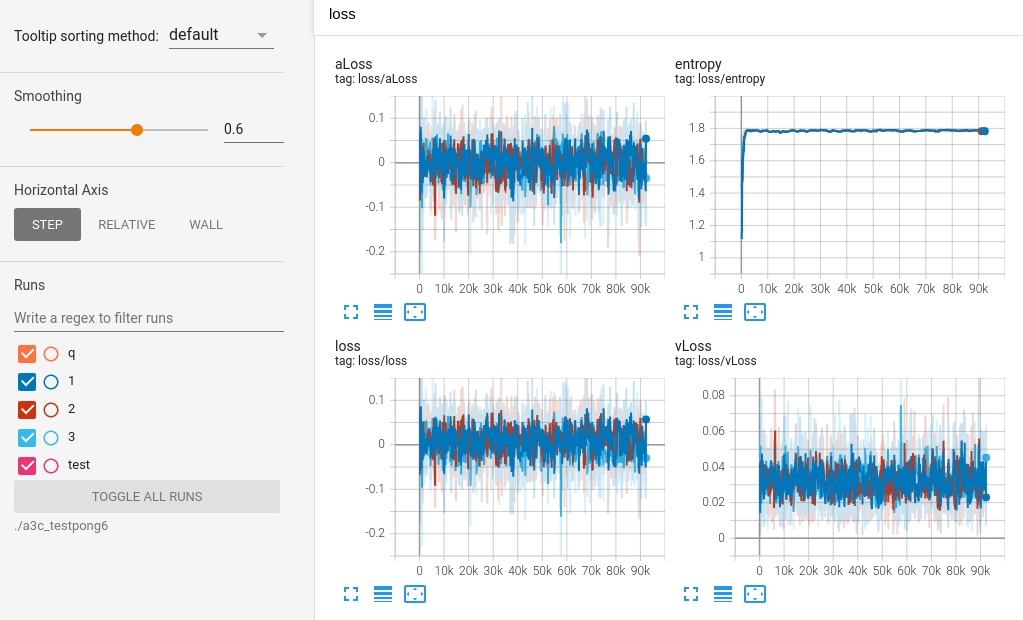 Tooltip sorting method: default
Smoothing
0.6
Horizontal Axis
STEP RELATIVE WALL
Runs
Write a regex to filter runs
q
1
2
3
test
TOGGLE ALL RUNS
./a3c_testpong6
loss
aLoss
tag: loss/aLoss
0.1
0
-0.1
-0.2
0 10k 20k 30k 40k 50k 60k 70k 80k 90k
entropy
tag: loss/entropy
1.8
1.6
1.4
1.2
1
0 10k 20k 30k 40k 50k 60k 70k 80k 90k
loss
tag: loss/loss
0.1
0
-0.1
-0.2
0 10k 20k 30k 40k 50k 60k 70k 80k 90k
vLoss
tag: loss/vLoss
0.08
0.06
0.04
0.02
0
0 10k 20k 30k 40k 50k 60k 70k 80k 90k